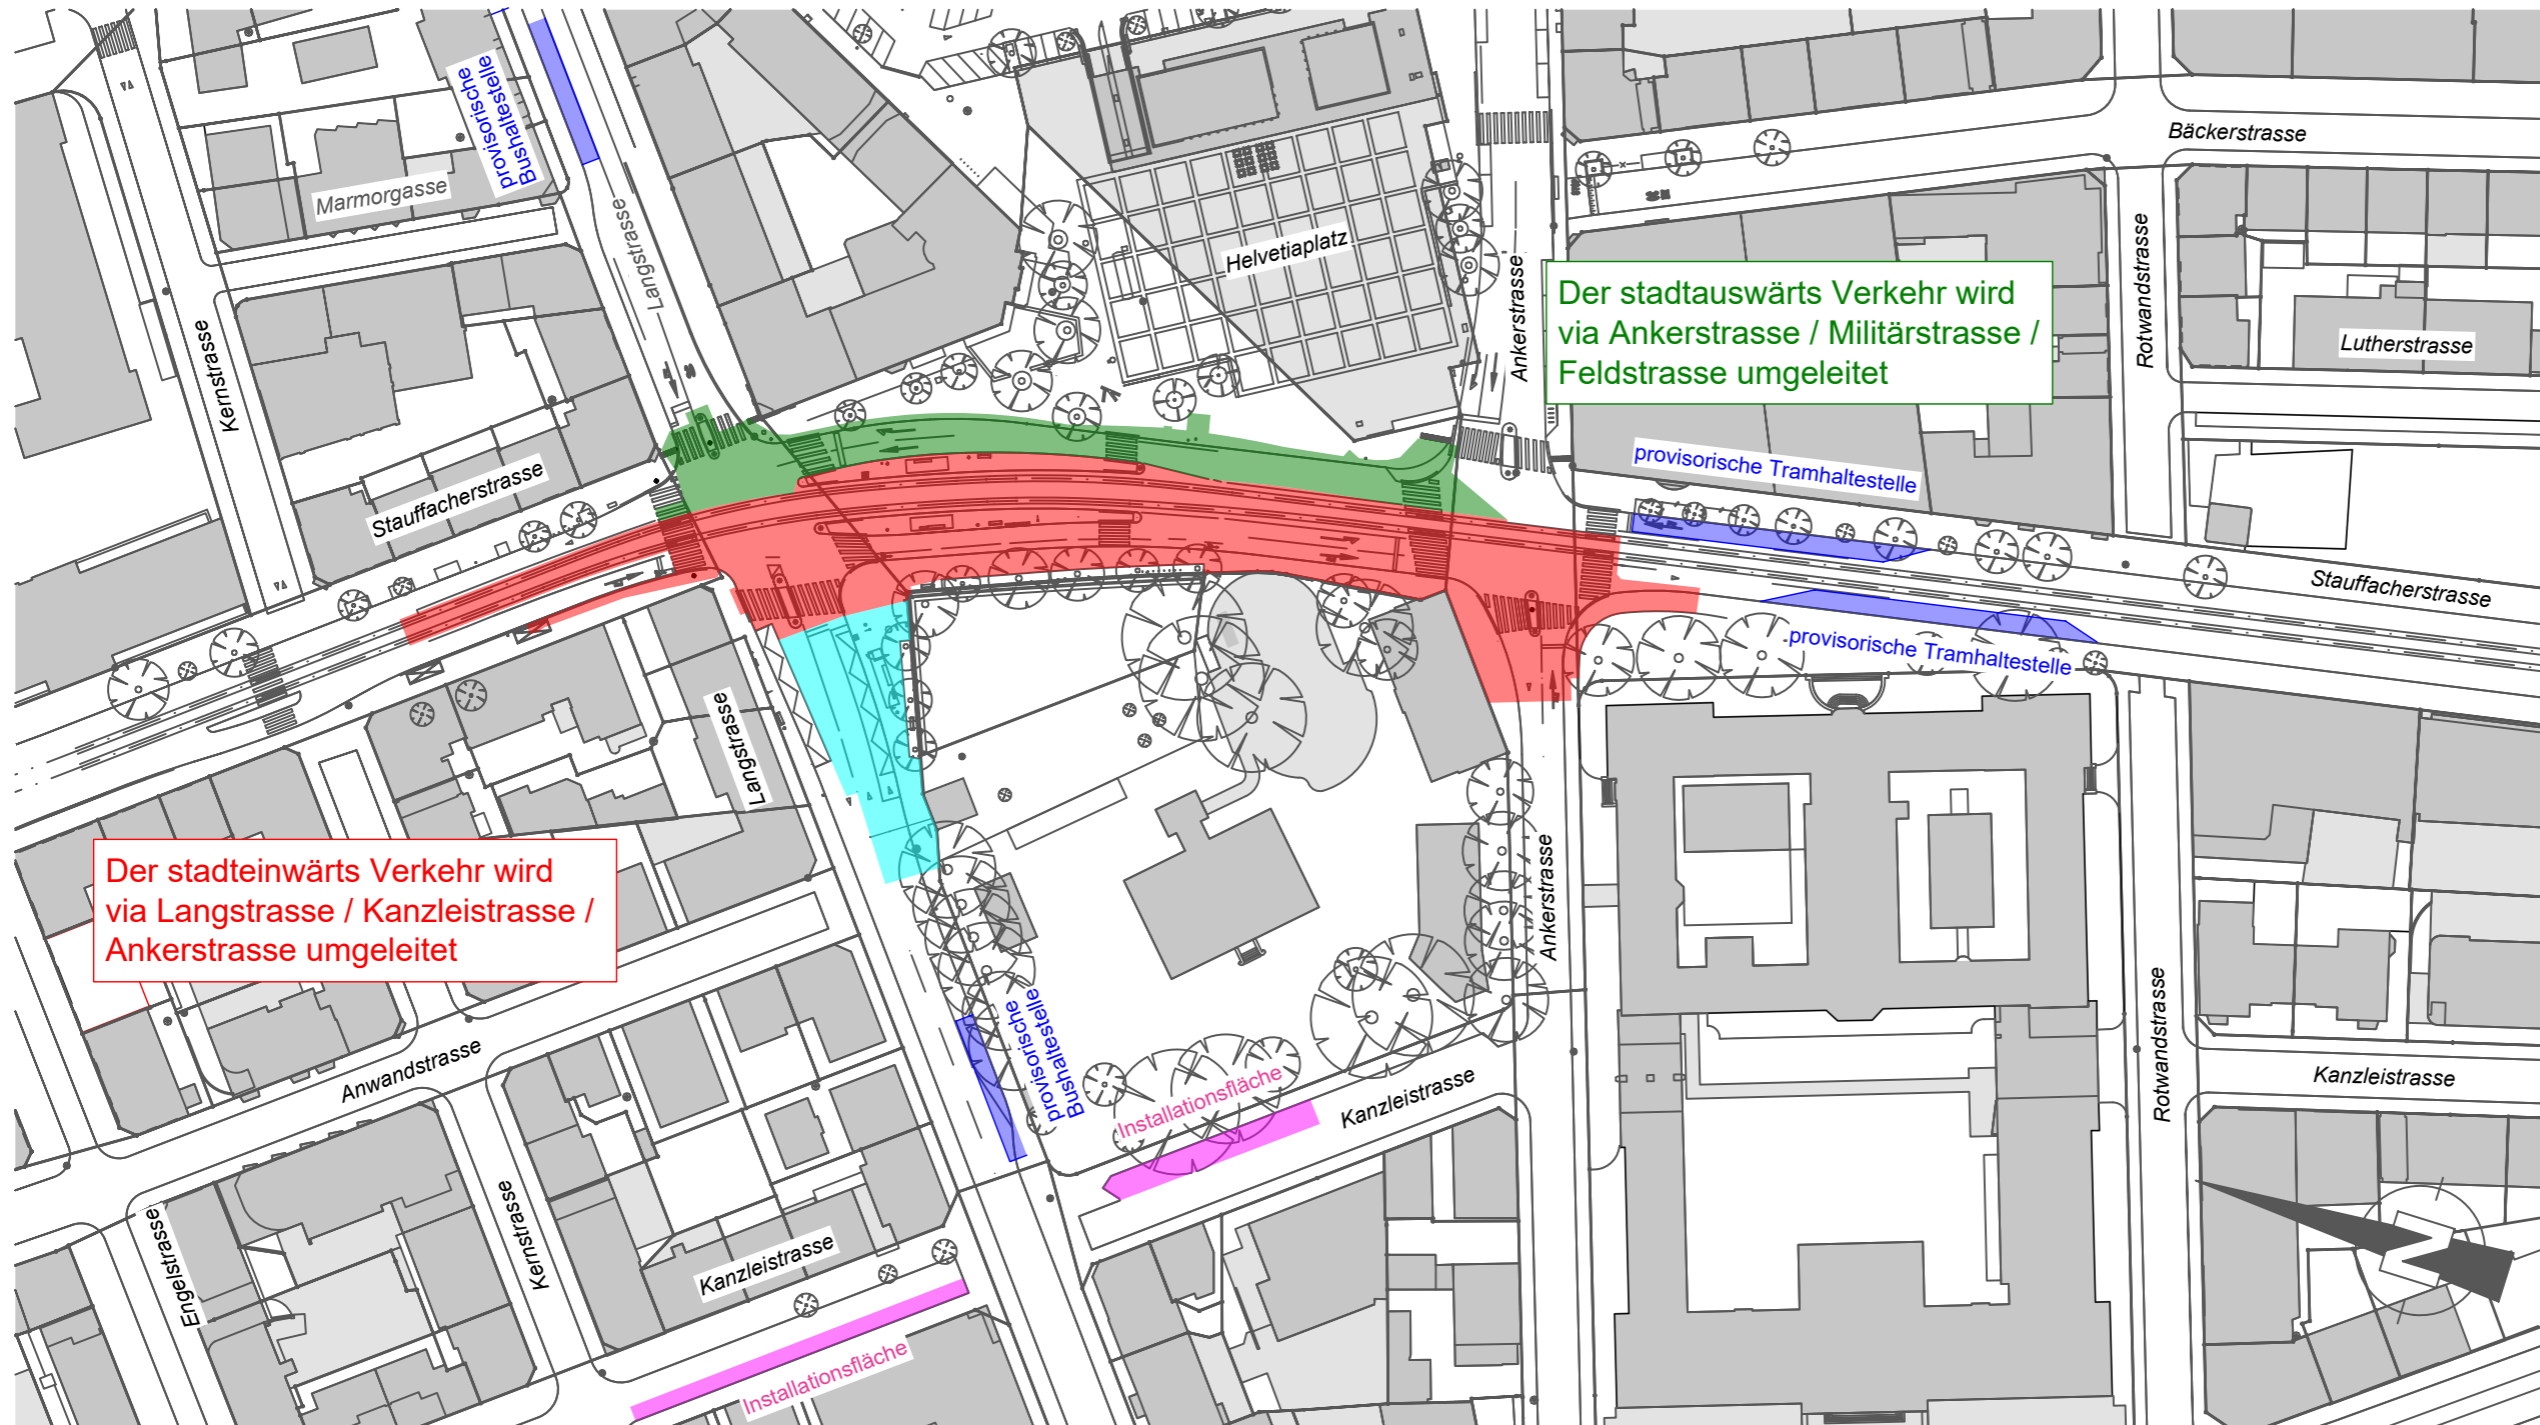 provisorische
Bushaltestelle
Marmorgasse
Langstrasse
Kernstrasse
Stauffacherstrasse
Helvetiaplatz
Ankerstrasse
Bäckerstrasse
Rotwandstrasse
Lutherstrasse
Der stadtauswärts Verkehr wird
via Ankerstrasse / Militärstrasse /
Feldstrasse umgeleitet
provisorische Tramhaltestelle
Stauffacherstrasse
provisorische Tramhaltestelle
Langstrasse
Der stadteinwärts Verkehr wird
via Langstrasse / Kanzleistrasse /
Ankerstrasse umgeleitet
Ankerstrasse
Rotwandstrasse
Anwandstrasse
provisorische
Bushaltestelle
Installationsfläche
Kanzleistrasse
Kanzleistrasse
Engelstrasse
Kernstrasse
Kanzleistrasse
Installationsfläche